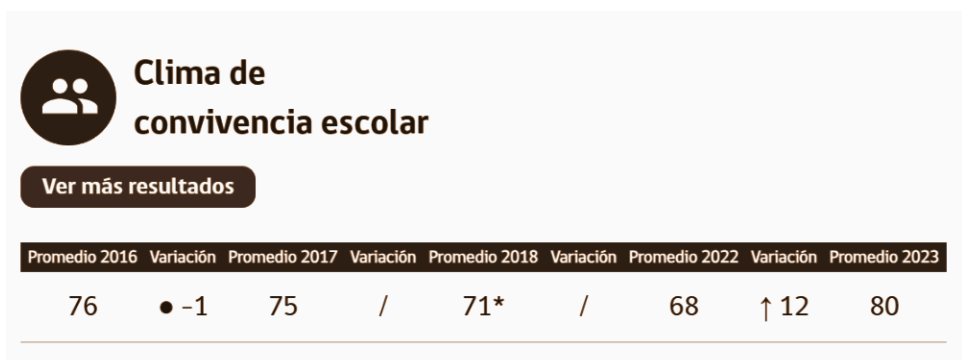 Clima de
convivencia escolar
Ver más resultados
Promedio 2016 Variación Promedio 2017 Variación Promedio 2018 Variación Promedio 2022 Variación Promedio 2023
76 ● -1 75 / 71* / 68 ↑ 12 80